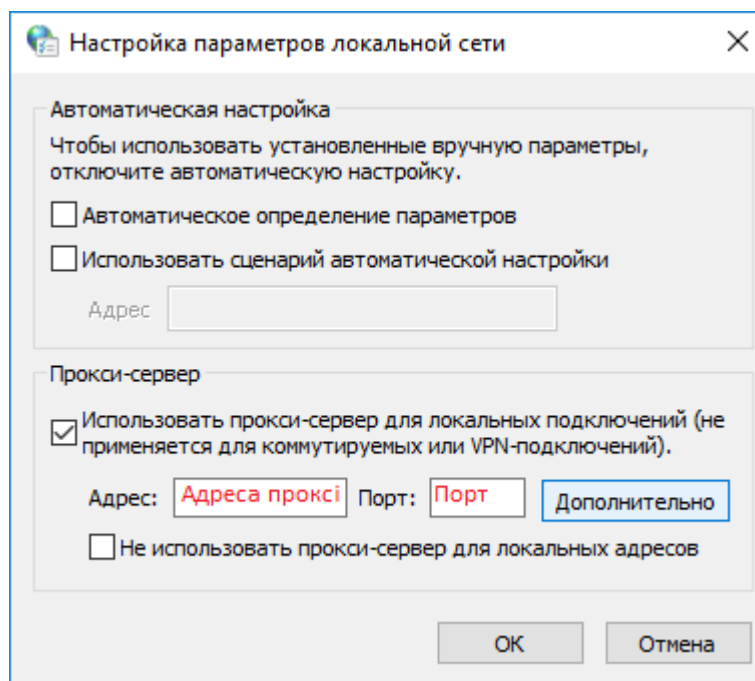 Настройка параметров локальной сети
Автоматическая настройка
Чтобы использовать установленные вручную параметры,
отключите автоматическую настройку.
Автоматическое определение параметров
Использовать сценарий автоматической настройки
Адрес
Прокси-сервер
Использовать прокси-сервер для локальных подключений (не
применяется для коммутируемых или VPN-подключений).
Адрес: Адреса проксі Порт: Порт Дополнительно
Не использовать прокси-сервер для локальных адресов
ОК Отмена